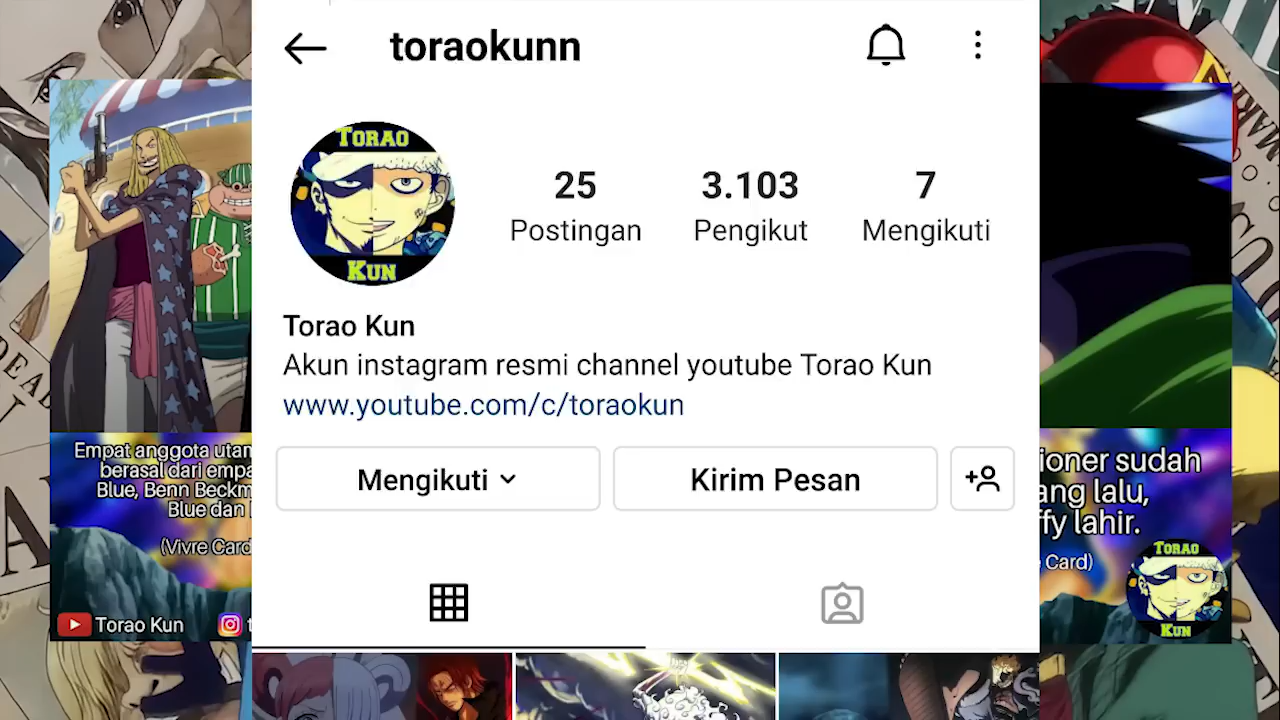 toraokunn
TORAO
KUN
25
Postingan
3.103
Pengikut
7
Mengikuti
Torao Kun
Akun instagram resmi channel youtube Torao Kun
www.youtube.com/c/toraokun
Mengikuti
Kirim Pesan
Empat anggota utam
berasal dari empa
Blue, Benn Beckm
Blue dan
(Vivre Card
Torao Kun
ioner sudah
ang lalu,
ffy lahir.
Card)
TORAO
KUN
DEAD